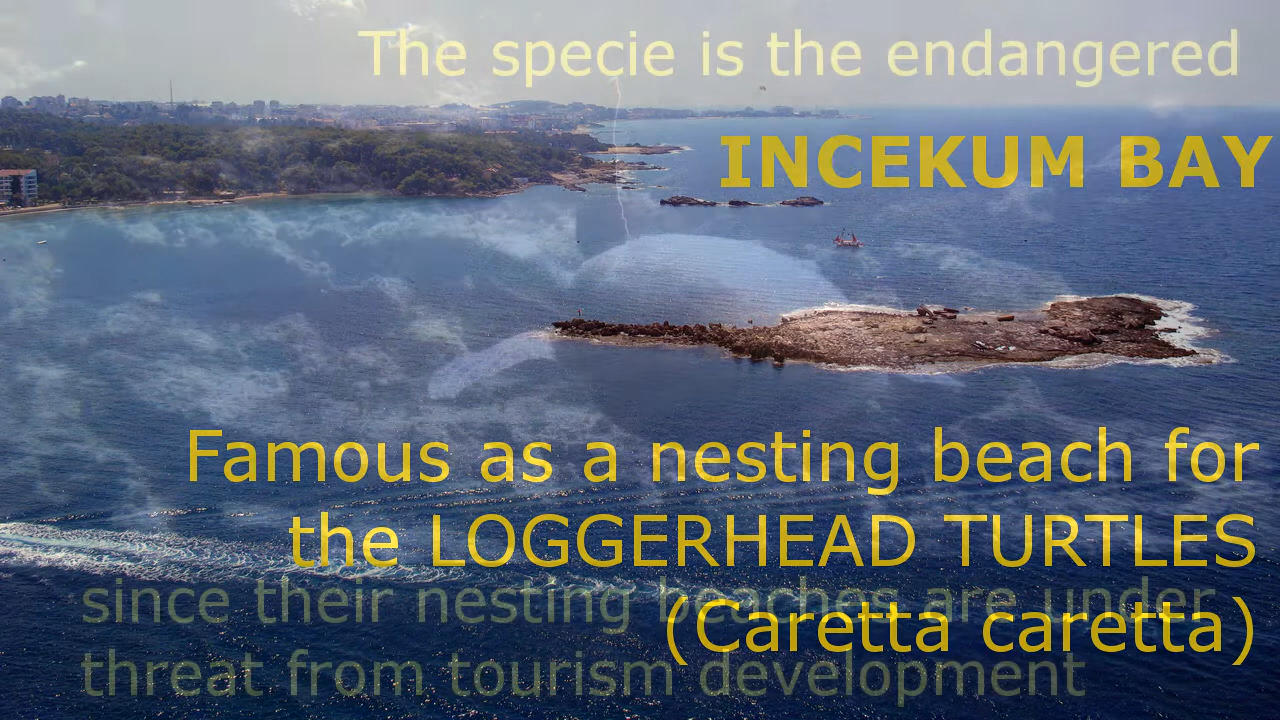 The specie is the endangered
INCEKUM BAY
Famous as a nesting beach for
the LOGGERHEAD TURTLES
since their nesting beaches are under
(Caretta caretta)
threat from tourism development